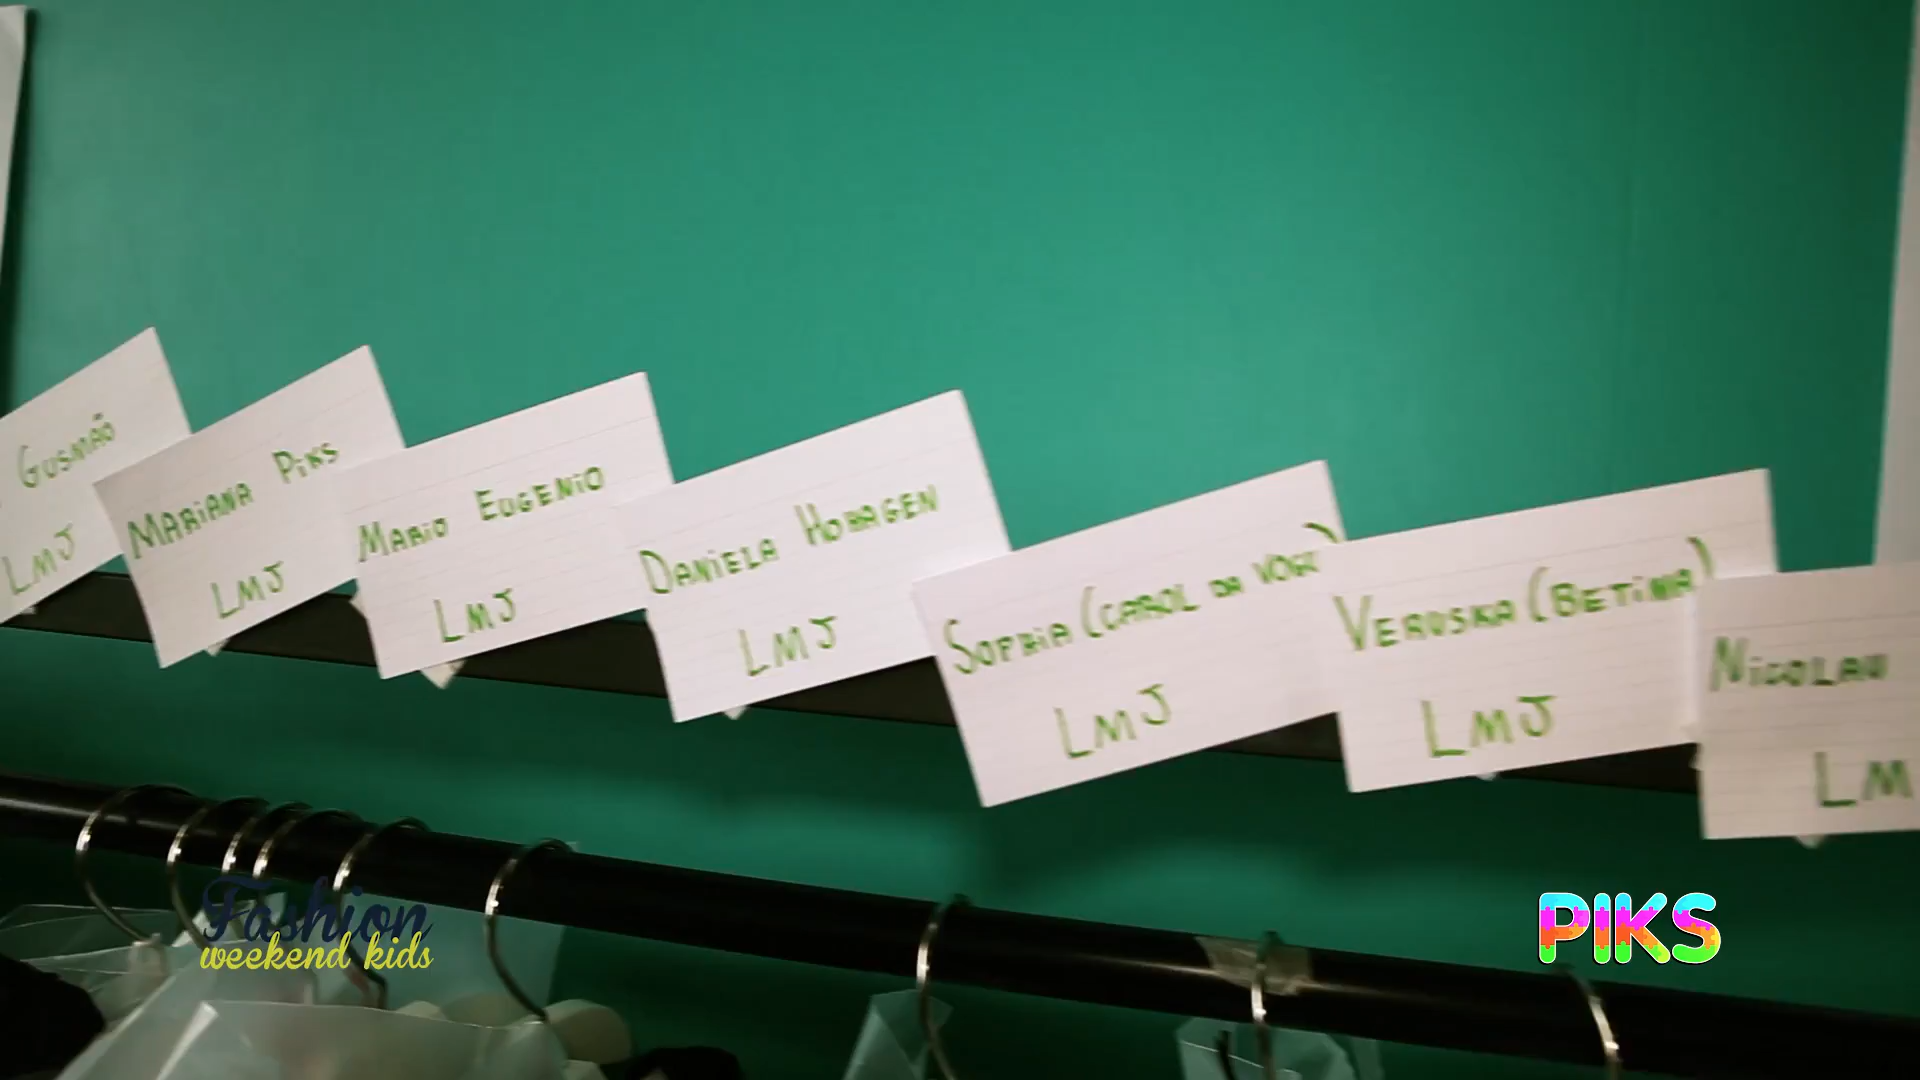 Gusmão
LMJ
Mariana Piks
LMJ
Mario Eugenio
LMJ
Daniela Hobagen
LMJ
Sophia (Carol da
LMJ
Veruska (Betina)
LMJ
Nicolau
LM
Fashion
weekend kids
PIKS